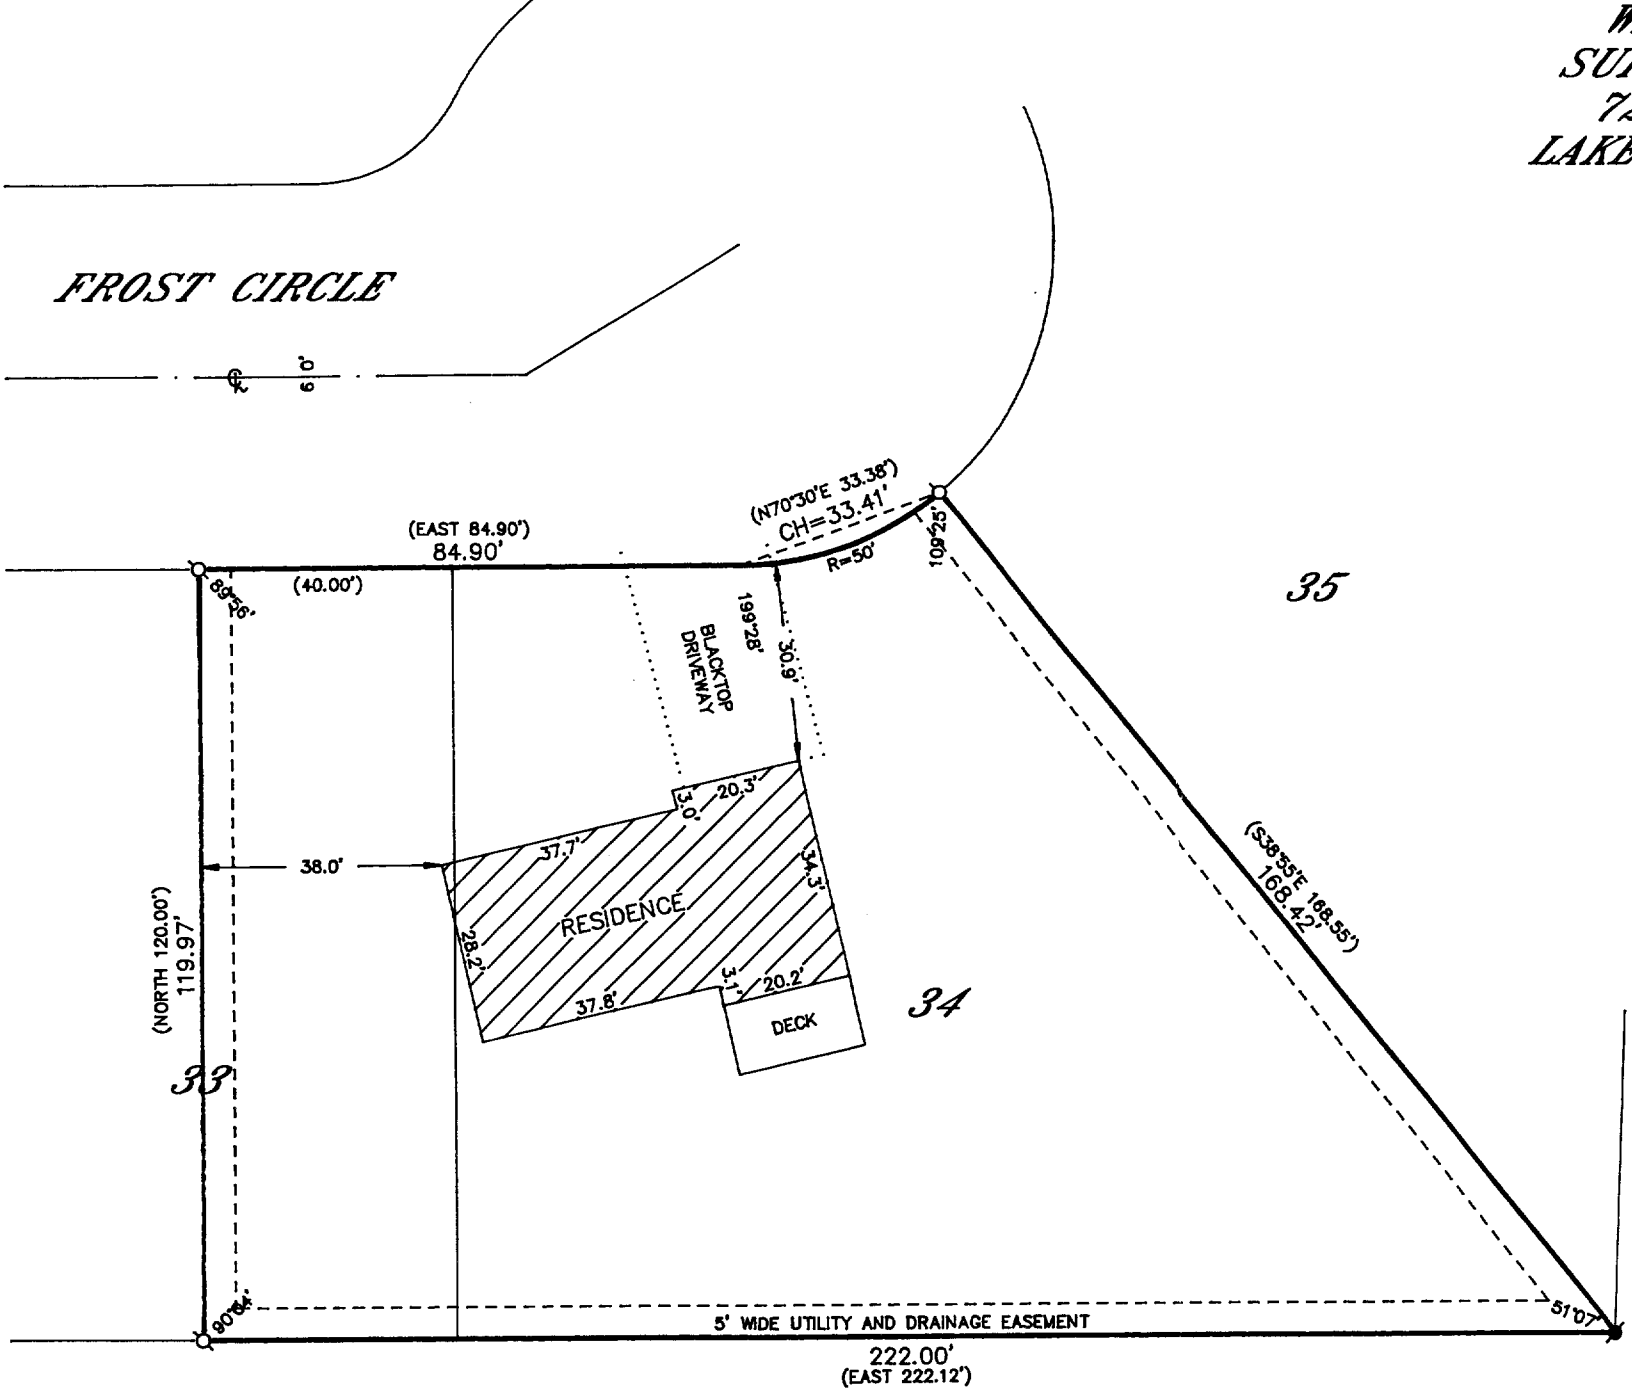 W
SUR
72
LAKE
FROST CIRCLE
℄
60'
(N70°30'E 33.38')
CH=33.41'
R=50'
109°25'
(EAST 84.90')
84.90'
(40.00')
89°56'
199°28'
30.9'
BLACKTOP
DRIVEWAY
35
20.3'
3.0'
37.7'
38.0'
34.3'
RESIDENCE
28.2'
37.8'
3.1'
20.2'
DECK
34
(S38°55'E 168.55')
168.42'
(NORTH 120.00')
119.97'
33
90°04'
51°07'
5' WIDE UTILITY AND DRAINAGE EASEMENT
222.00'
(EAST 222.12')